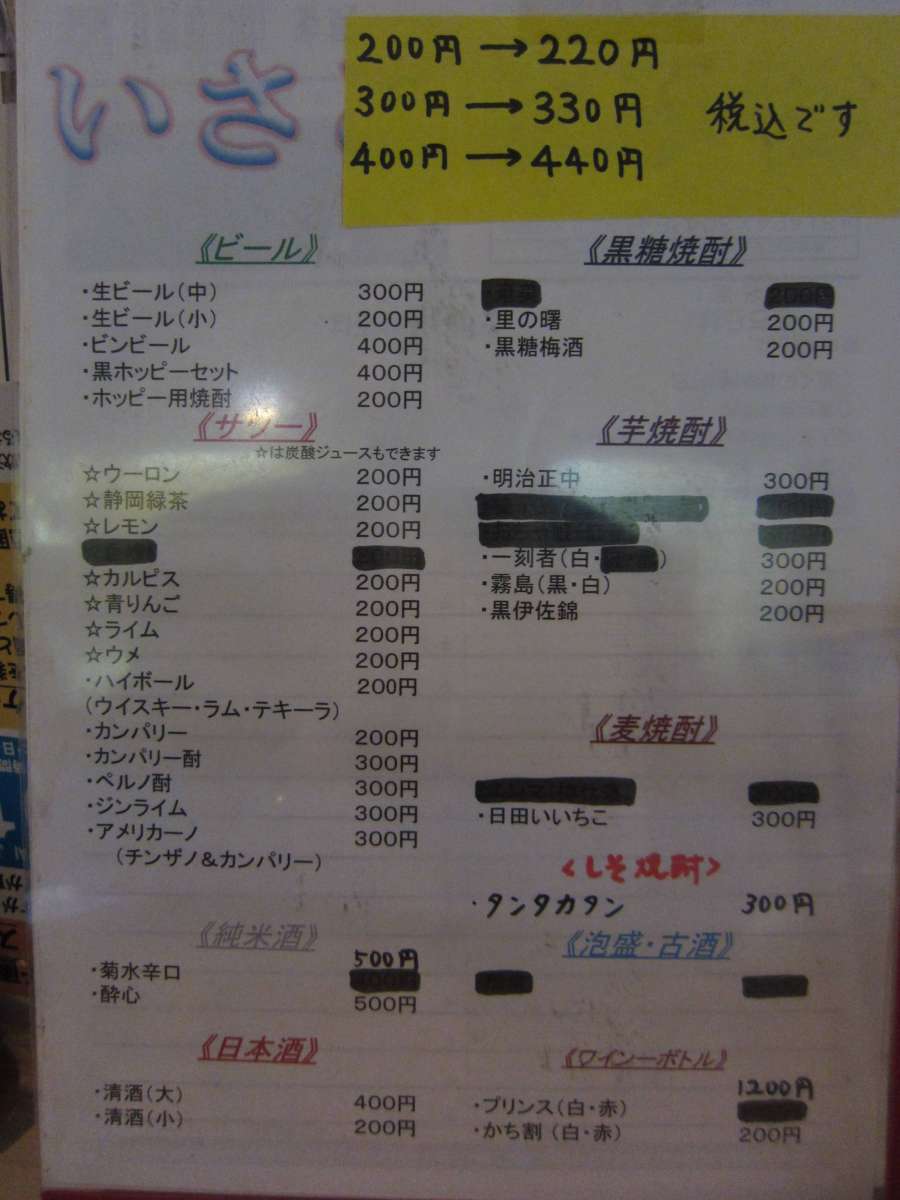 いさ
200円→220円
300円→330円
400円→440円
税込です
《ビール》
・生ビール(中) 300円
・生ビール(小) 200円
・ビンビール 400円
・黒ホッピーセット 400円
・ホッピー用焼酎 200円
《サワー》
☆は炭酸ジュースもできます
☆ウーロン 200円
☆静岡緑茶 200円
☆レモン 200円
☆カルピス 200円
☆青りんご 200円
☆ライム 200円
☆ウメ 200円
・ハイボール 200円
(ウイスキー・ラム・テキーラ)
・カンパリー 200円
・カンパリー酎 300円
・ペルノ酎 300円
・ジンライム 300円
・アメリカーノ 300円
(チンザノ&カンパリー)
《純米酒》
500円
・菊水辛口
・酔心 500円
《日本酒》
・清酒(大) 400円
・清酒(小) 200円
《黒糖焼酎》
・里の曙 200円
・黒糖梅酒 200円
《芋焼酎》
・明治正中 300円
・一刻者(白・ ) 300円
・霧島(黒・白) 200円
・黒伊佐錦 200円
《麦焼酎》
・日田いいちこ 300円
<しそ焼酎>
・タンタカタン 300円
《泡盛・古酒》
《ワインーボトル》
1200円
・プリンス(白・赤)
・かち割(白・赤) 200円